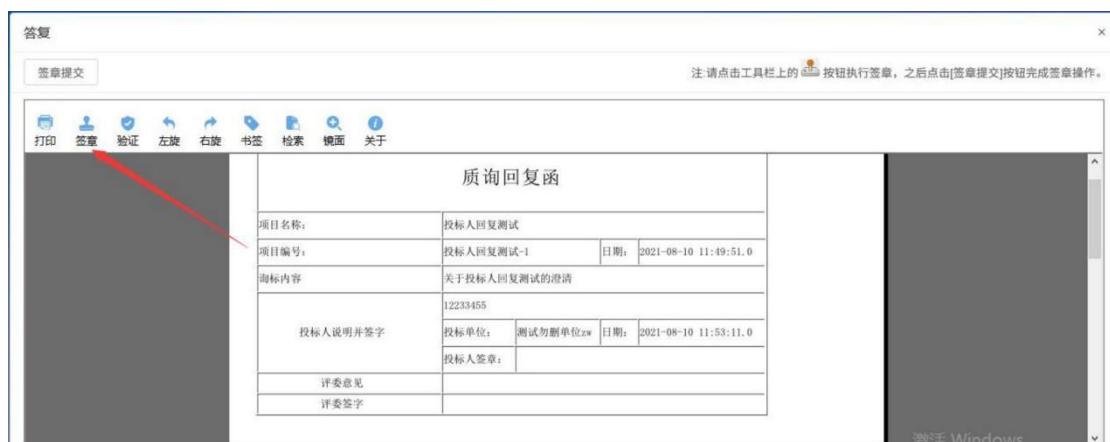 答复
×
签章提交
注:请点击工具栏上的 按钮执行签章，之后点击[签章提交]按钮完成签章操作。
打印 签章 验证 左旋 右旋 书签 检索 镜面 关于
质询回复函
项目名称： 投标人回复测试
项目编号： 投标人回复测试-1 日期： 2021-08-10 11:49:51.0
询标内容 关于投标人回复测试的澄清
12233455
投标人说明并签字 投标单位： 测试勿删单位zw 日期： 2021-08-10 11:53:11.0
投标人签章：
评委意见
评委签字
激活 Windows